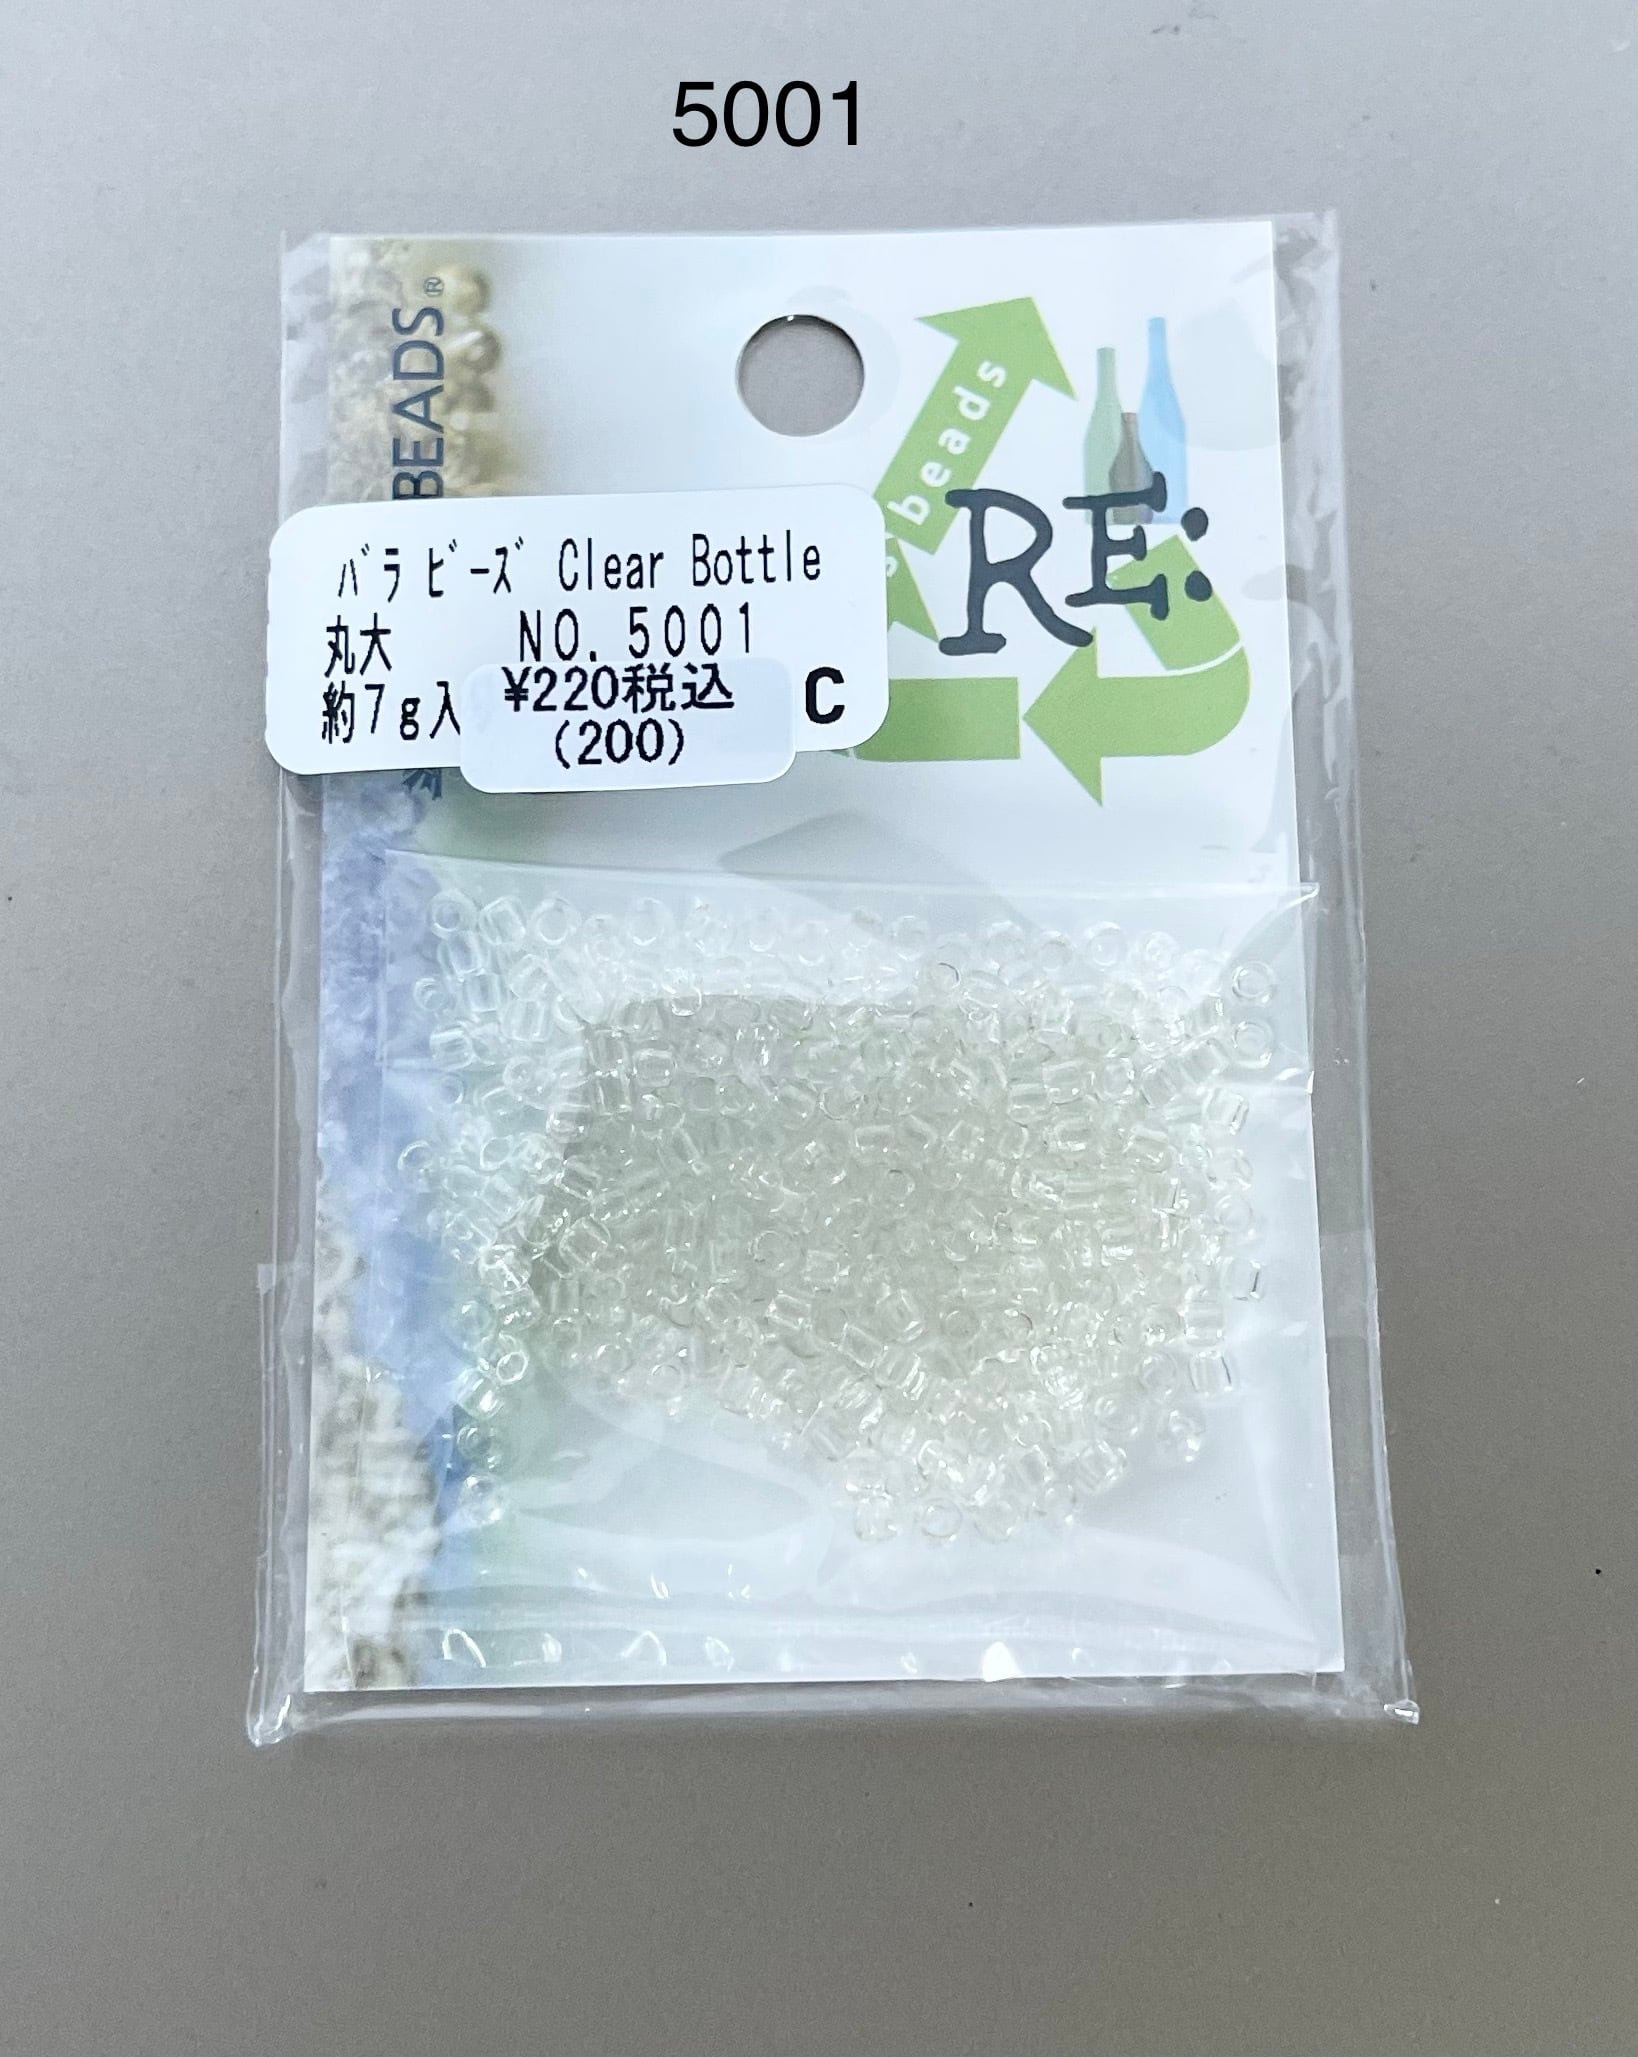 5001
BEADS®
beads
RE:
バラビーズ Clear Bottle
丸大 NO.5001
約7g入 ¥220税込 C
(200)